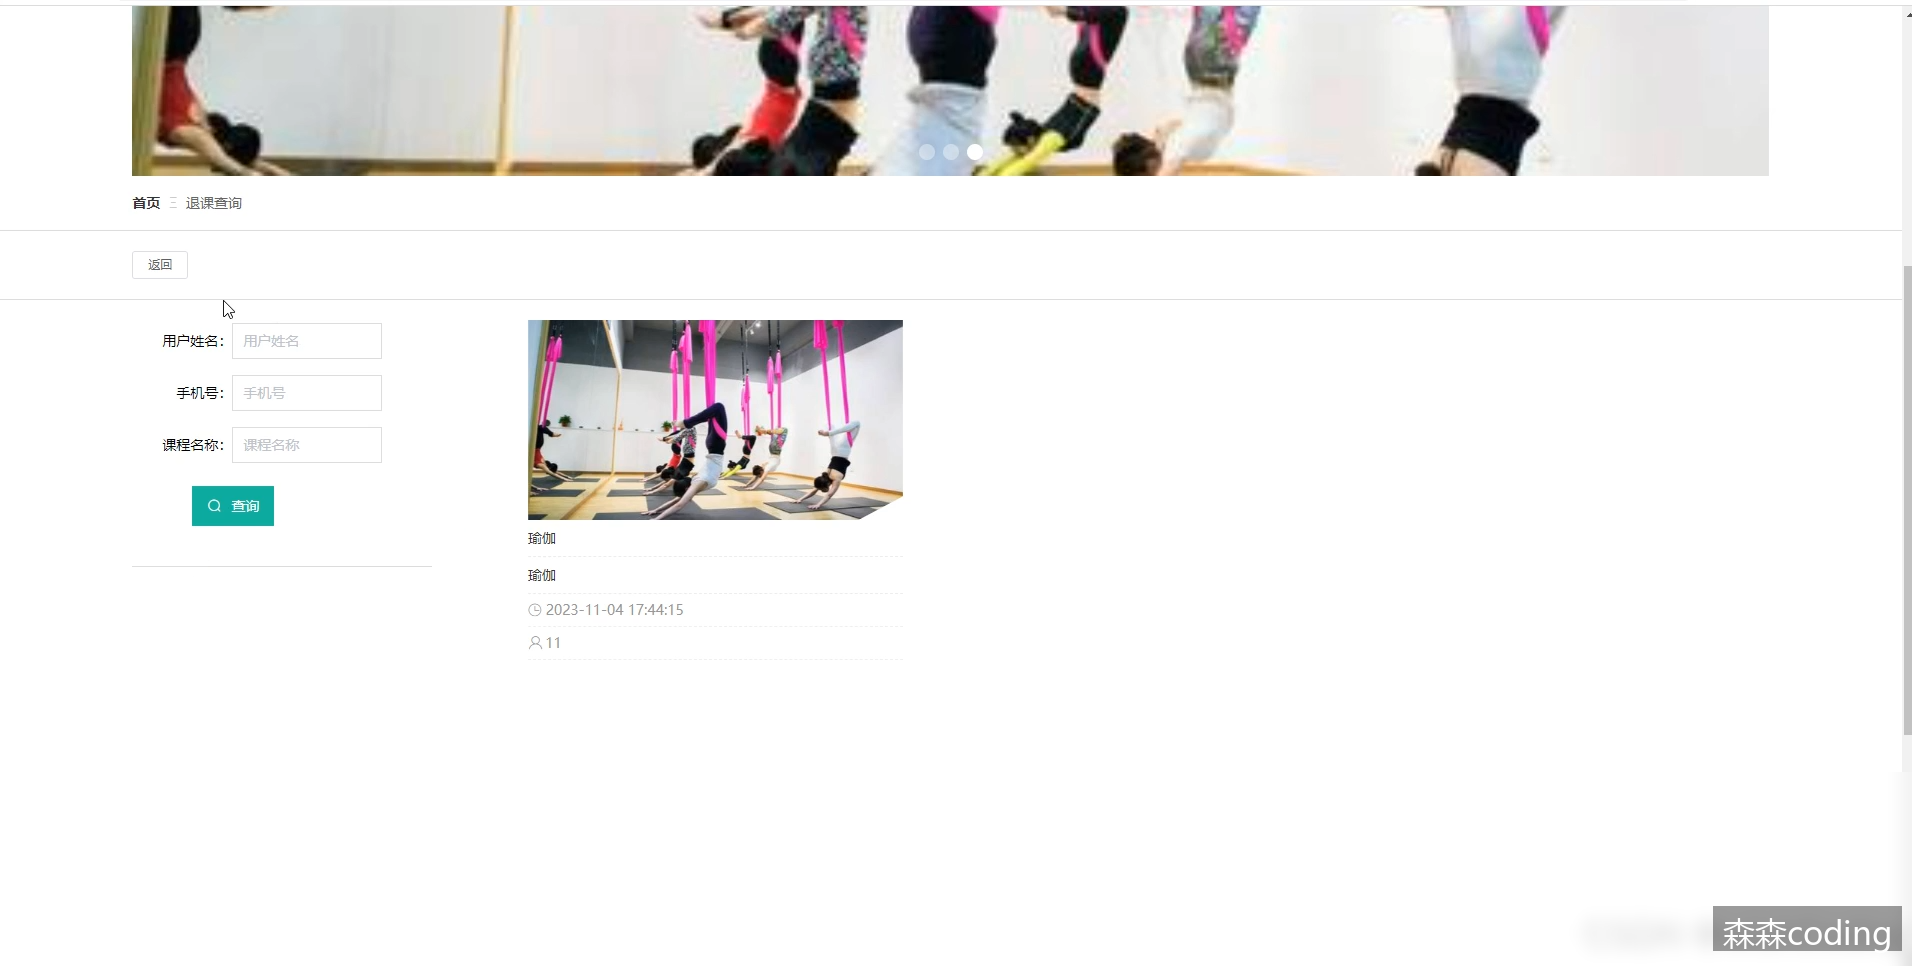 首页 退课查询
返回
用户姓名： 用户姓名
手机号： 手机号
课程名称： 课程名称
查询
瑜伽
瑜伽
2023-11-04 17:44:15
11
森森coding